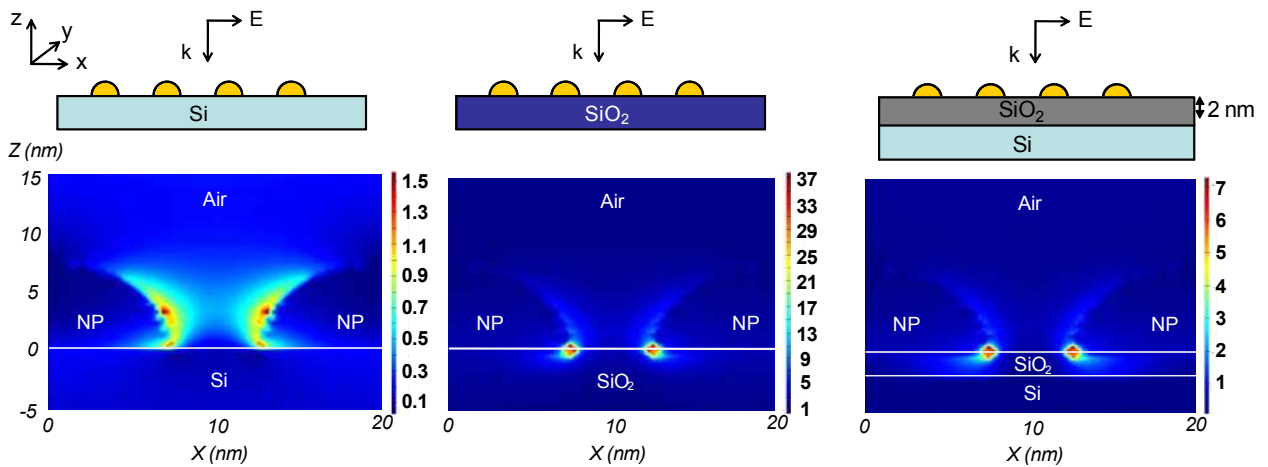 z
y
x
E
k
Si
E
k
SiO2
E
k
SiO2
Si
2 nm
Z (nm)
15
10
5
0
-5
Air
NP
NP
Si
0
10
20
X (nm)
1.5
1.3
1.1
0.9
0.7
0.5
0.3
0.1
Air
NP
NP
SiO2
0
10
20
X (nm)
37
33
29
25
21
17
13
9
5
1
Air
NP
NP
SiO2
Si
0
10
20
X (nm)
7
6
5
4
3
2
1